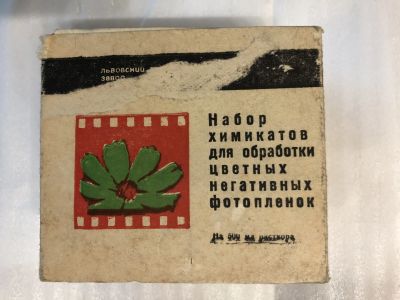 ЛЬВОВСКИЙ
ЗАВОД
Набор
химикатов
для обработки
цветных
негативных
фотопленок
На 500 мл раствора